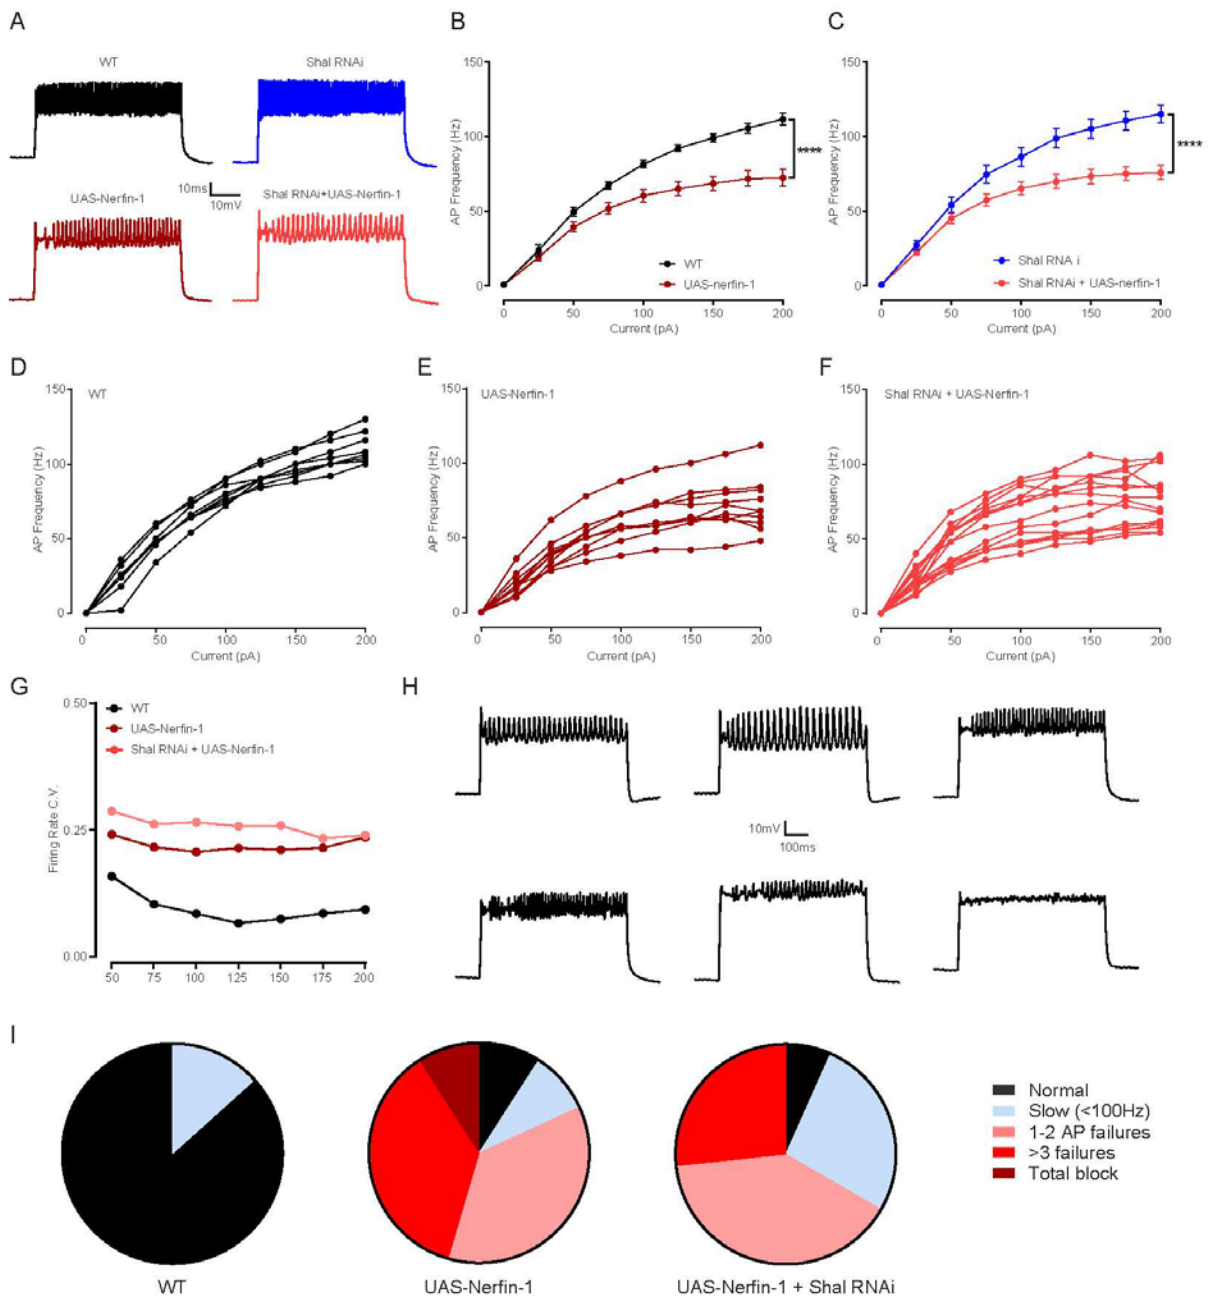 A
WT
Shal RNAi
UAS-Nerfin-1
10ms
10mV
Shal RNAi+UAS-Nerfin-1
B
AP Frequency (Hz)
150
100
50
0
****
WT
UAS-nerfin-1
0
50
100
150
200
Current (pA)
C
AP Frequency (Hz)
150
100
50
0
****
Shal RNA i
Shal RNAi + UAS-nerfin-1
0
50
100
150
200
Current (pA)
D
WT
AP Frequency (Hz)
150
100
50
0
0
50
100
150
200
Current (pA)
E
UAS-Nerfin-1
AP Frequency (Hz)
150
100
50
0
0
50
100
150
200
Current (pA)
F
Shal RNAi + UAS-Nerfin-1
AP Frequency (Hz)
150
100
50
0
0
50
100
150
200
Current (pA)
G
Firing Rate C.V.
0.50
0.25
0.00
WT
UAS-Nerfin-1
Shal RNAi + UAS-Nerfin-1
50
75
100
125
150
175
200
H
10mV
100ms
I
WT
UAS-Nerfin-1
UAS-Nerfin-1 + Shal RNAi
Normal
Slow (<100Hz)
1-2 AP failures
>3 failures
Total block